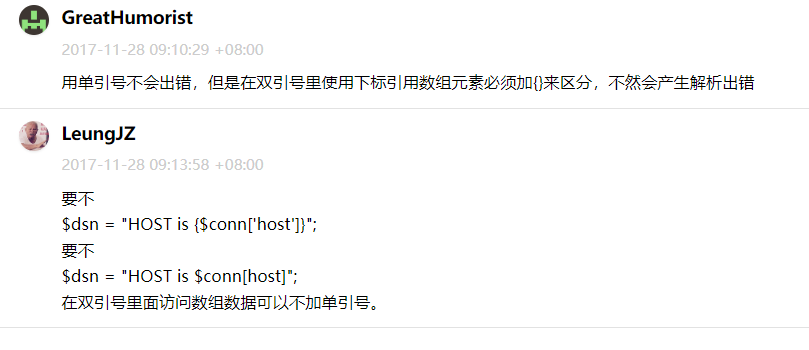 GreatHumorist
2017-11-28 09:10:29 +08:00
用单引号不会出错，但是在双引号里使用下标引用数组元素必须加{}来区分，不然会产生解析出错
LeungJZ
2017-11-28 09:13:58 +08:00
要不
$dsn = "HOST is {$conn['host']}";
要不
$dsn = "HOST is $conn[host]";
在双引号里面访问数组数据可以不加单引号。